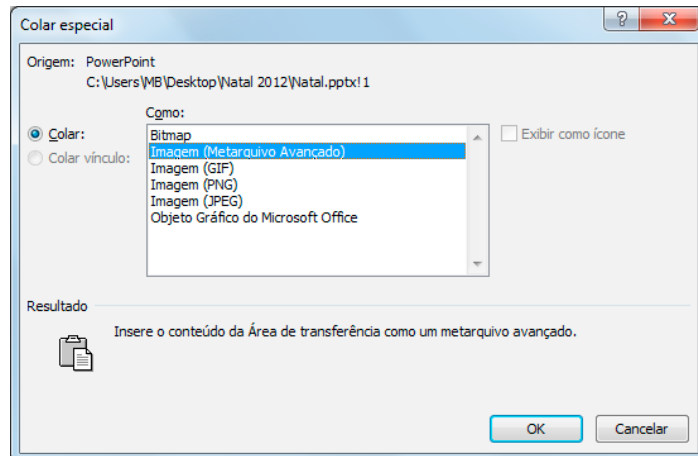 Colar especial
Origem: PowerPoint
C:\Users\MB\Desktop\Natal 2012\Natal.pptx!1
Como:
Colar:
Colar vínculo:
Bitmap
Imagem (Metarquivo Avançado)
Imagem (GIF)
Imagem (PNG)
Imagem (JPEG)
Objeto Gráfico do Microsoft Office
Exibir como ícone
Resultado
Insere o conteúdo da Área de transferência como um metarquivo avançado.
OK
Cancelar